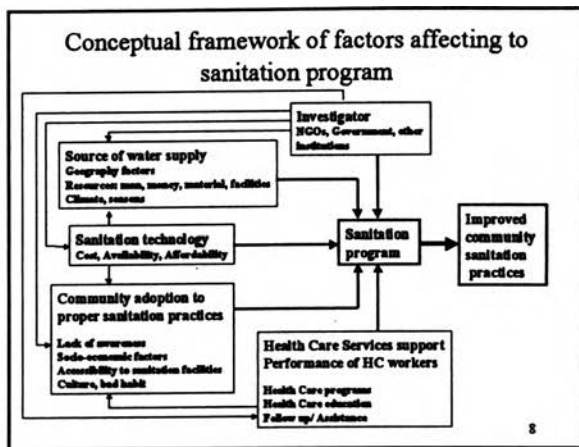 Conceptual framework of factors affecting to
sanitation program
Investigator
NGOs, Government, other
institutions
Source of water supply
Geography factors
Resources: man, money, material, facilities
Climate, seasons
Sanitation technology
Cost, Availability, Affordability
Sanitation
program
Improved
community
sanitation
practices
Community adoption to
proper sanitation practices
Lack of awareness
Socio-economic factors
Accessibility to sanitation facilities
Culture, bad habit
Health Care Services support
Performance of HC workers
Health Care programs
Health Care education
Follow up/ Assistance
8